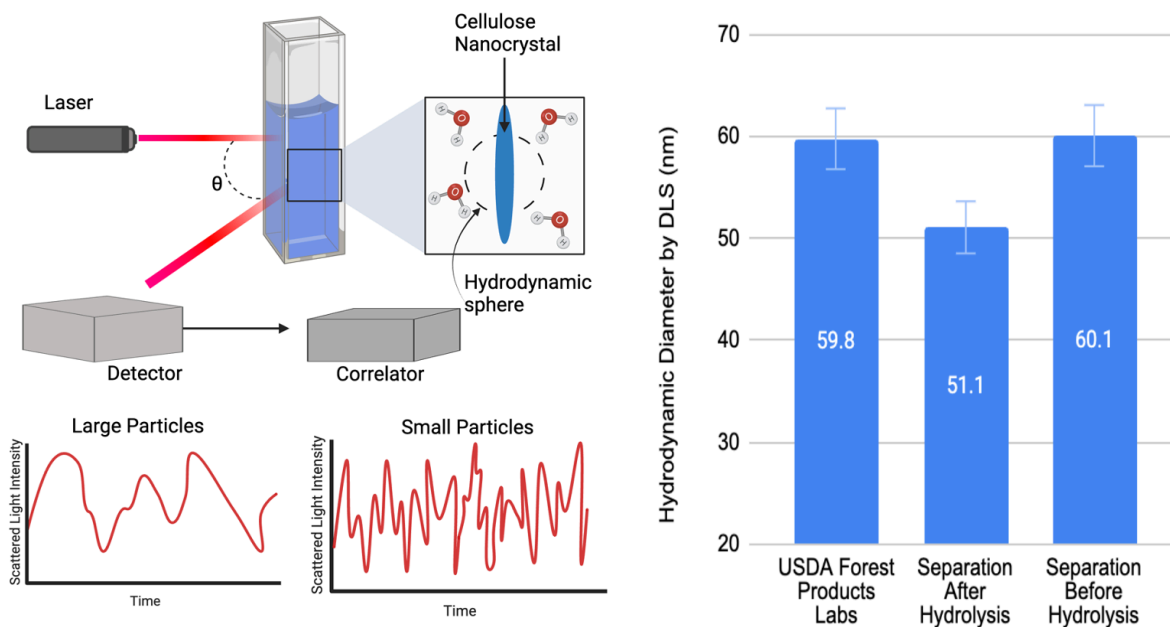 Cellulose
Nanocrystal
Laser
θ
H
O
H
O
H
H
H
O
H
H
O
H
Hydrodynamic
sphere
Detector
Correlator
Large Particles
Scattered Light Intensity
Time
Small Particles
Scattered Light Intensity
Time
Hydrodynamic Diameter by DLS (nm)
70
60
50
40
30
20
59.8
51.1
60.1
USDA Forest
Products
Labs
Separation
After
Hydrolysis
Separation
Before
Hydrolysis